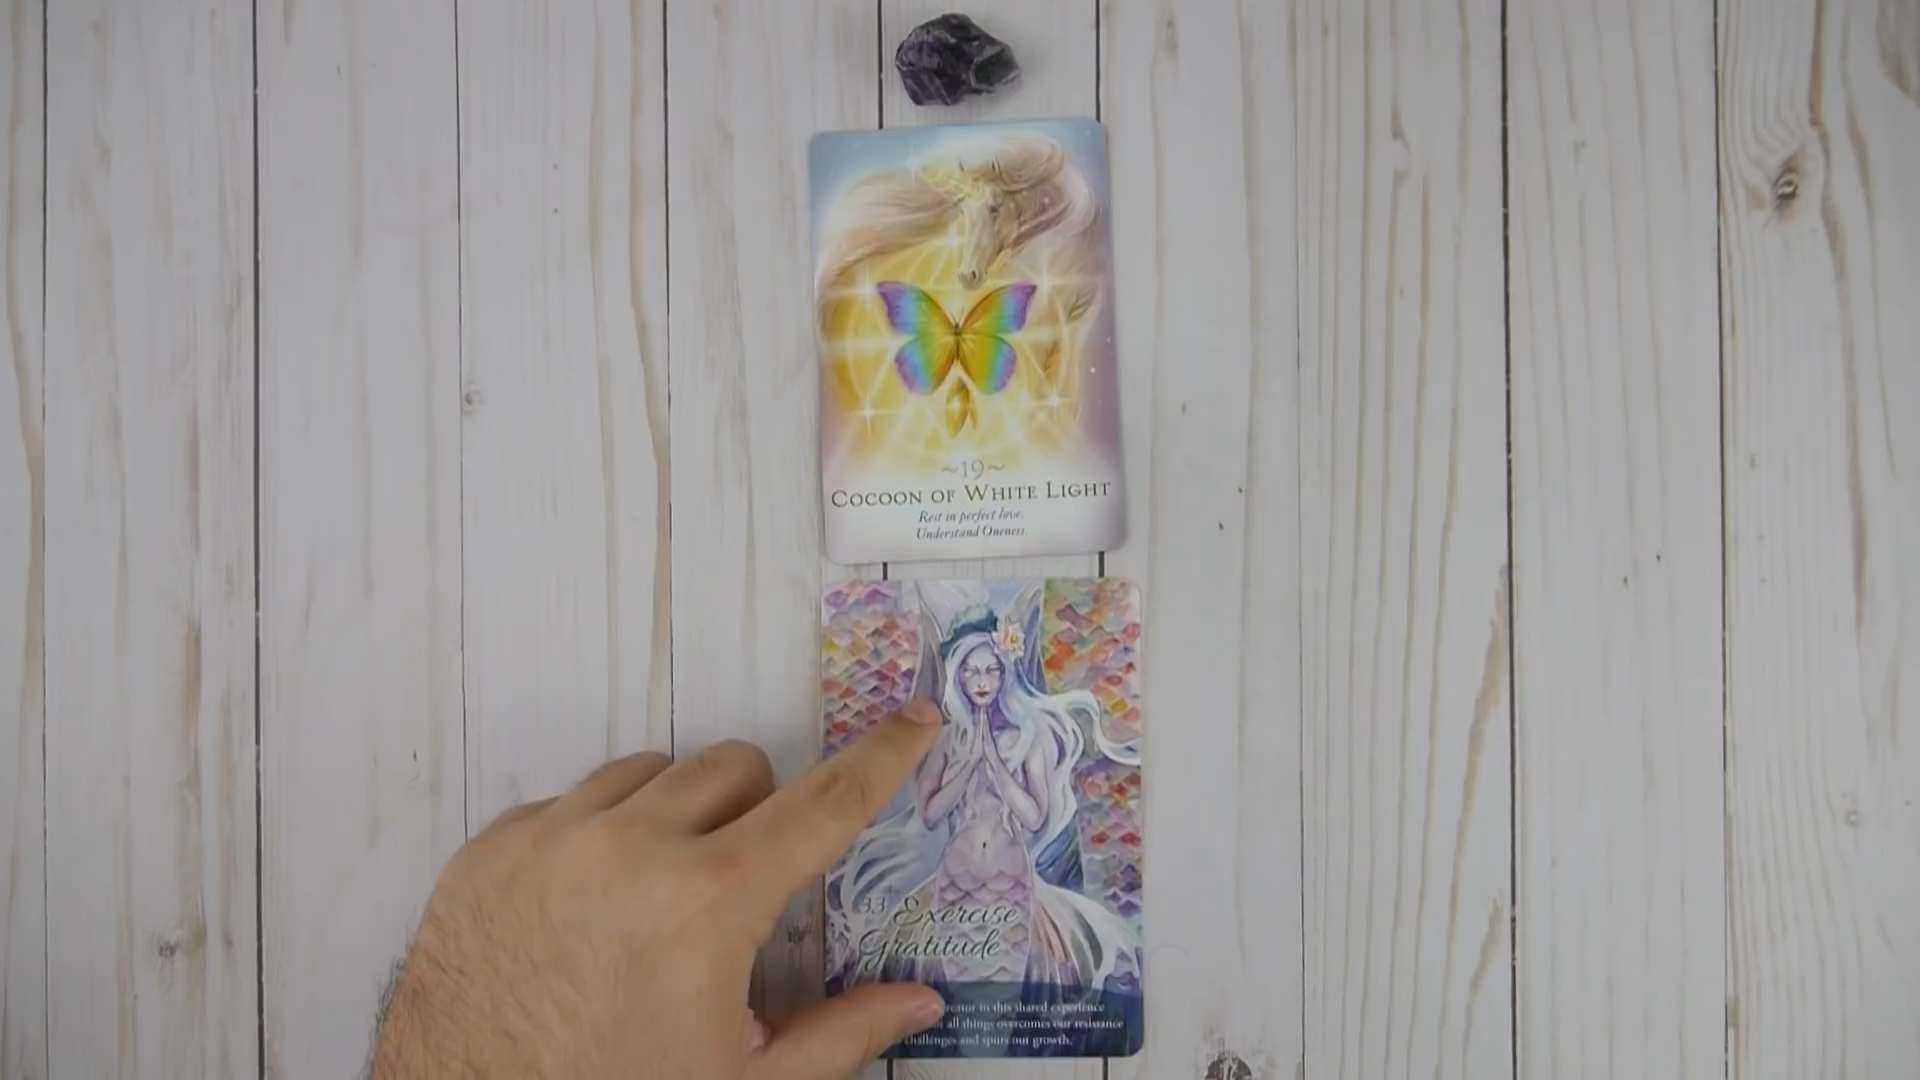 ~19~
COCOON OF WHITE LIGHT
Rest in perfect love.
Understand Oneness.
33 Exercise
Gratitude
in this shared experience
all things overcomes our resistance
challenges and spurs our growth.